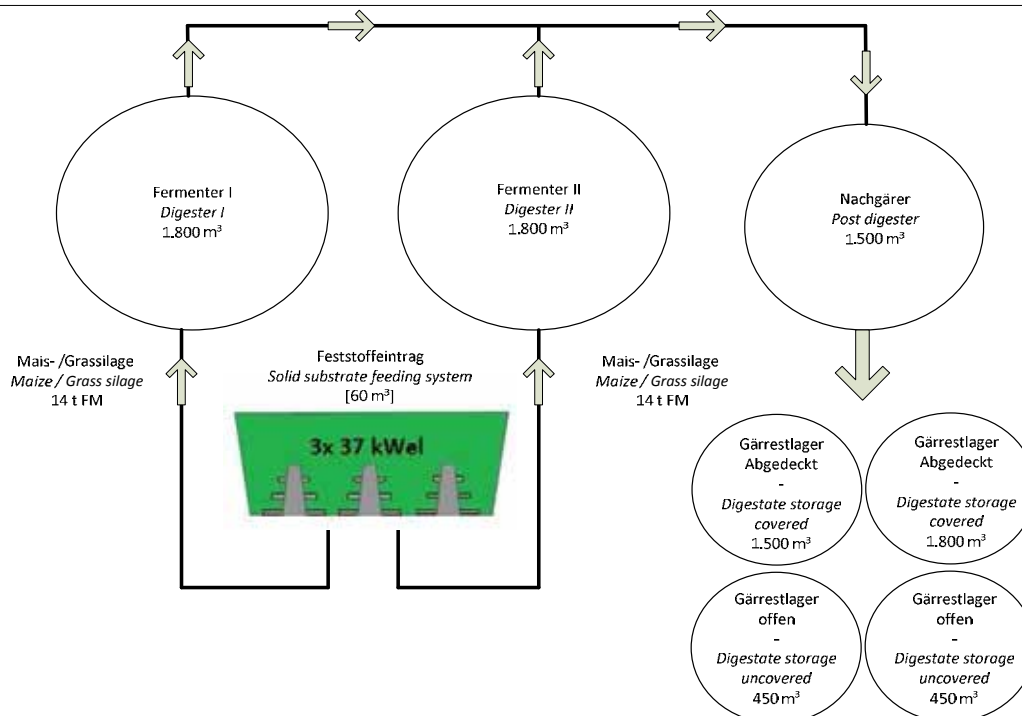 Fermenter I
Digester I
1.800 m³
Fermenter II
Digester II
1.800 m³
Nachgärer
Post digester
1.500 m³
Mais- /Grassilage
Maize / Grass silage
14 t FM
Feststoffeintrag
Solid substrate feeding system
[60 m³]
Mais- /Grassilage
Maize / Grass silage
14 t FM
3x 37 kWel
Gärrestlager
Abgedeckt
-
Digestate storage
covered
1.500 m³
Gärrestlager
Abgedeckt
-
Digestate storage
covered
1.800 m³
Gärrestlager
offen
-
Digestate storage
uncovered
450 m³
Gärrestlager
offen
-
Digestate storage
uncovered
450 m³